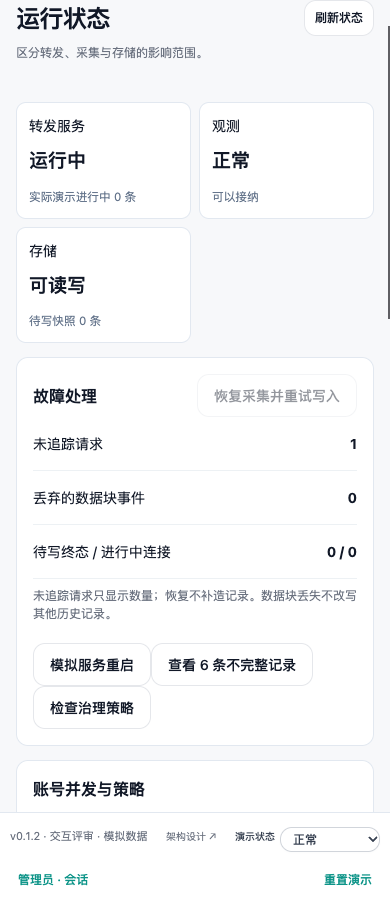 运行状态
刷新状态
区分转发、采集与存储的影响范围。
转发服务
运行中
实际演示进行中 0 条
观测
正常
可以接纳
存储
可读写
待写快照 0 条
故障处理
恢复采集并重试写入
未追踪请求
1
丢弃的数据块事件
0
待写终态 / 进行中连接
0 / 0
未追踪请求只显示数量；恢复不补造记录。数据块丢失不改写
其他历史记录。
模拟服务重启
查看 6 条不完整记录
检查治理策略
账号并发与策略
v0.1.2 · 交互评审 · 模拟数据
架构设计 ↗
演示状态
正常
管理员 · 会话
重置演示